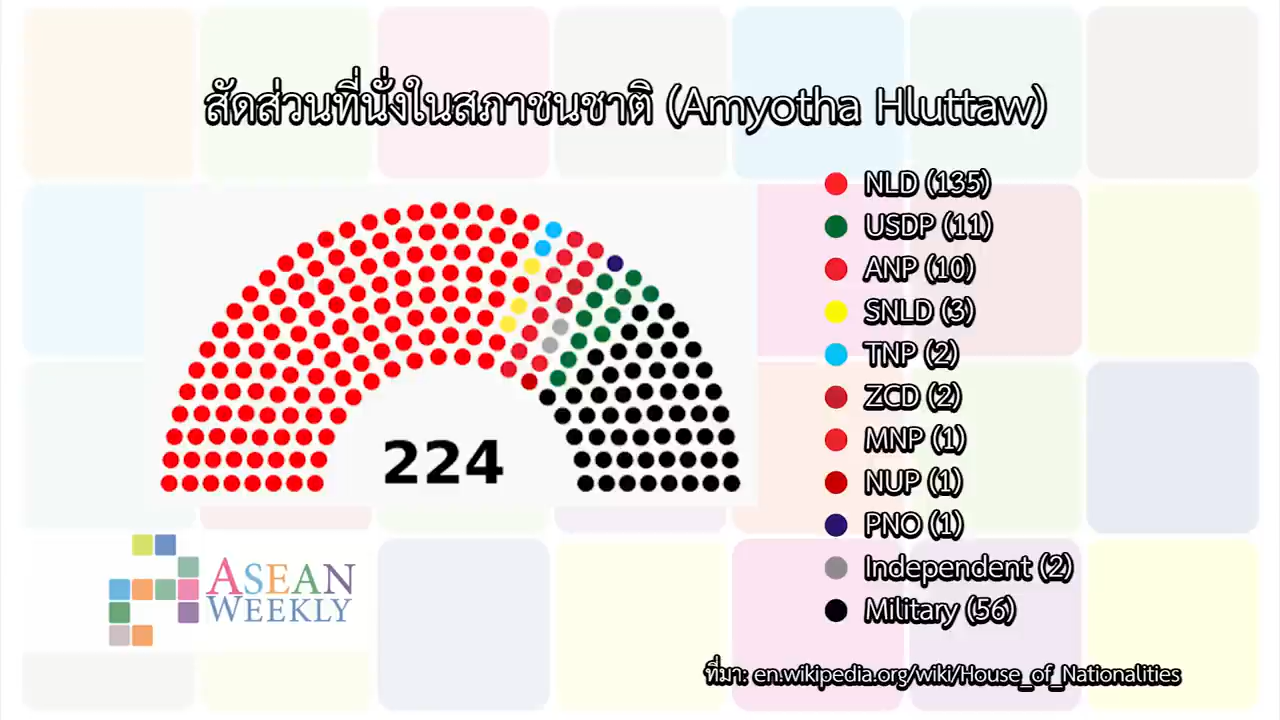 สัดส่วนที่นั่งในสภาชนชาติ (Amyotha Hluttaw)
NLD (135)
USDP (11)
ANP (10)
SNLD (3)
TNP (2)
ZCD (2)
MNP (1)
NUP (1)
PNO (1)
Independent (2)
Military (56)
224
ASEAN
WEEKLY
ที่มา: en.wikipedia.org/wiki/House_of_Nationalities